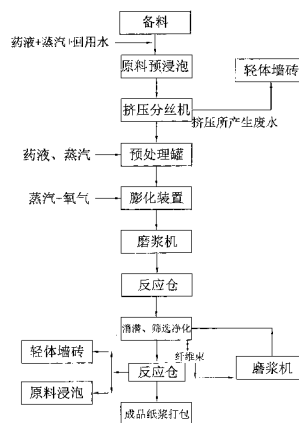 备料
药液+蒸汽+回用水
原料预浸泡
轻体墙砖
挤压分丝机
挤压所产生废水
药液、蒸汽
预处理罐
蒸汽+氧气
膨化装置
磨浆机
反应仓
消潜、筛选净化
纤维束
轻体墙砖
反应仓
磨浆机
原料浸泡
成品纸浆打包